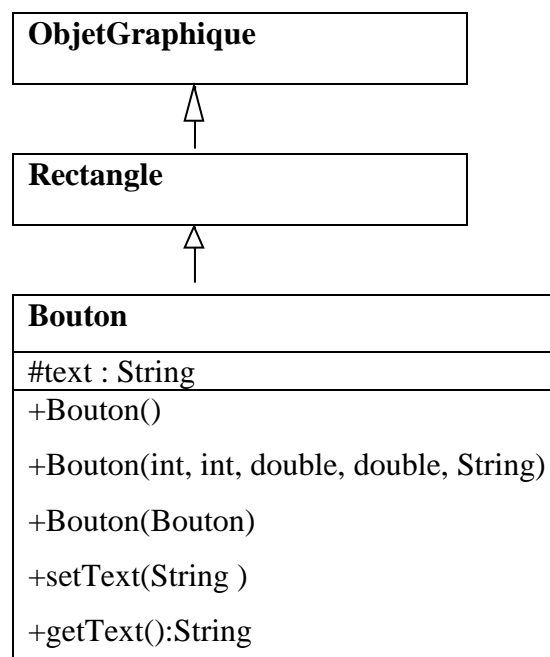 ObjetGraphique
Rectangle
Bouton
#text : String
+Bouton()
+Bouton(int, int, double, double, String)
+Bouton(Bouton)
+setText(String )
+getText():String